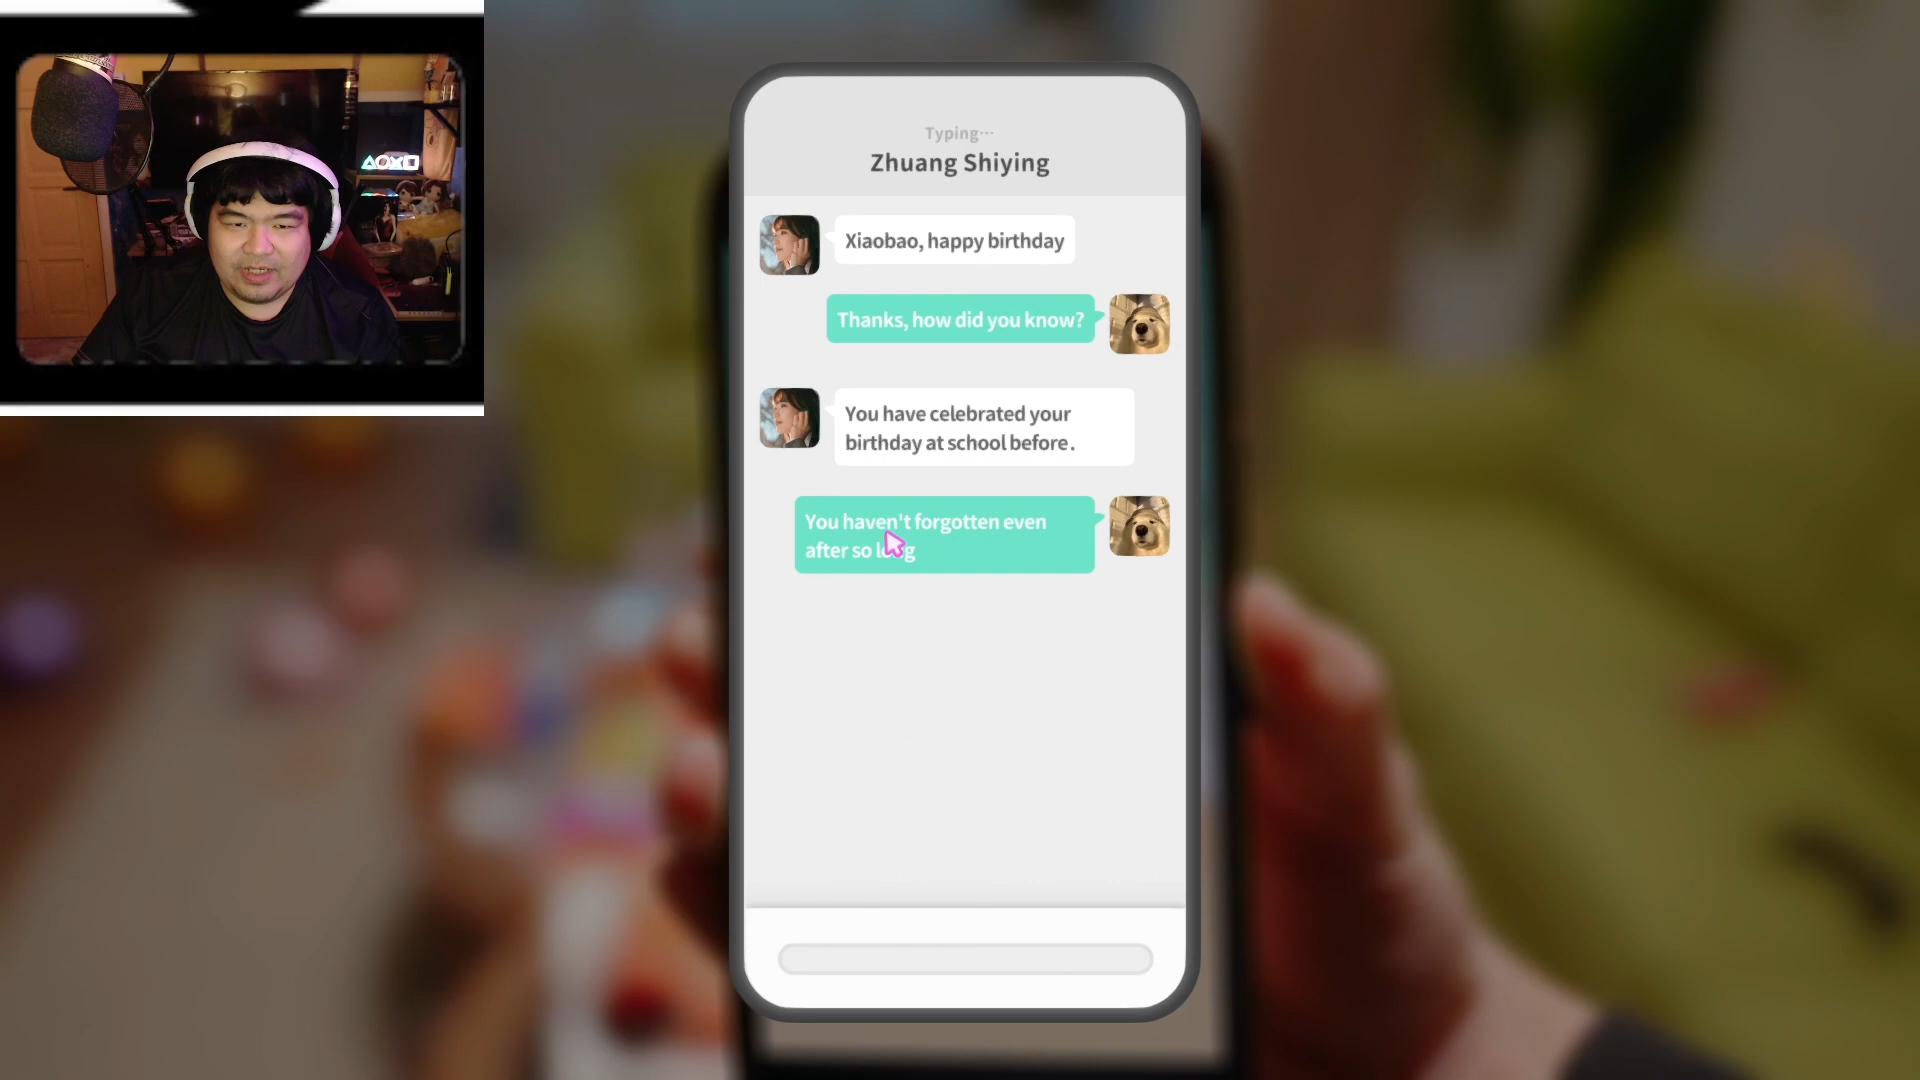 Typing···
Zhuang Shiying
Xiaobao, happy birthday
Thanks, how did you know?
You have celebrated your
birthday at school before.
You haven't forgotten even
after so long